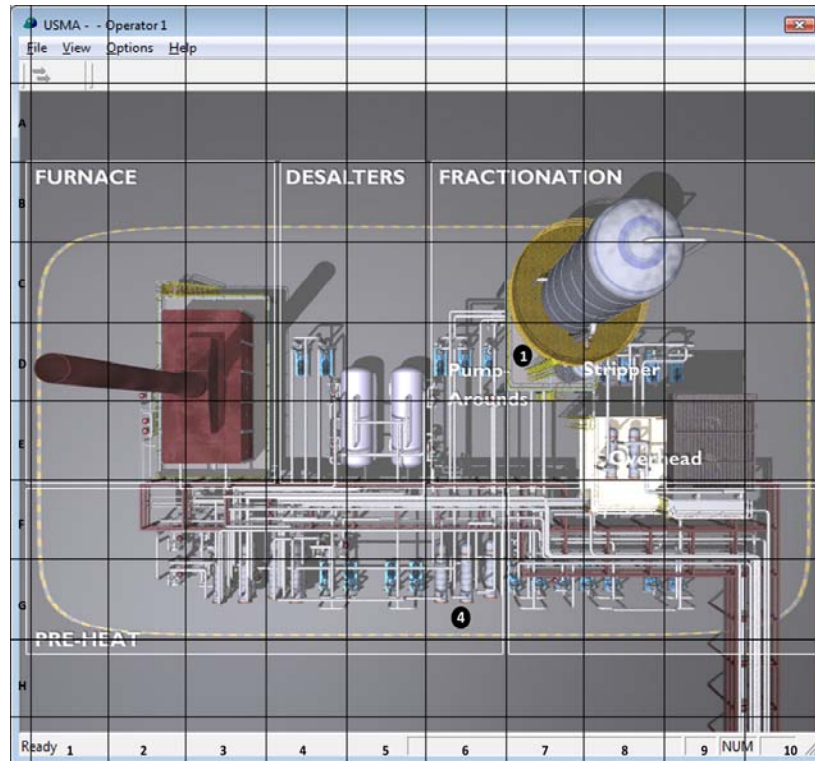 USMA - - Operator 1
File View Options Help
A
FURNACE DESALTERS FRACTIONATION
B
C
D
1
Pump- Stripper
Arounds
E
Overhead
F
G
4
PRE-HEAT
H
Ready 1 2 3 4 5 6 7 8 9 NUM 10